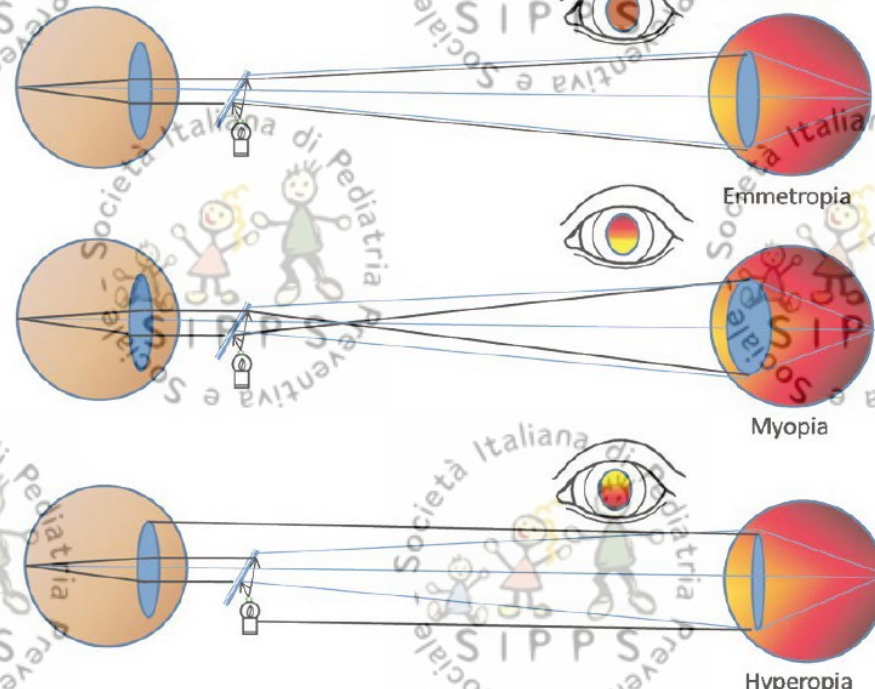 Emmetropia
Myopia
Hyperopia
Società Italiana di Pediatria Preventiva e Sociale -
SIPPS